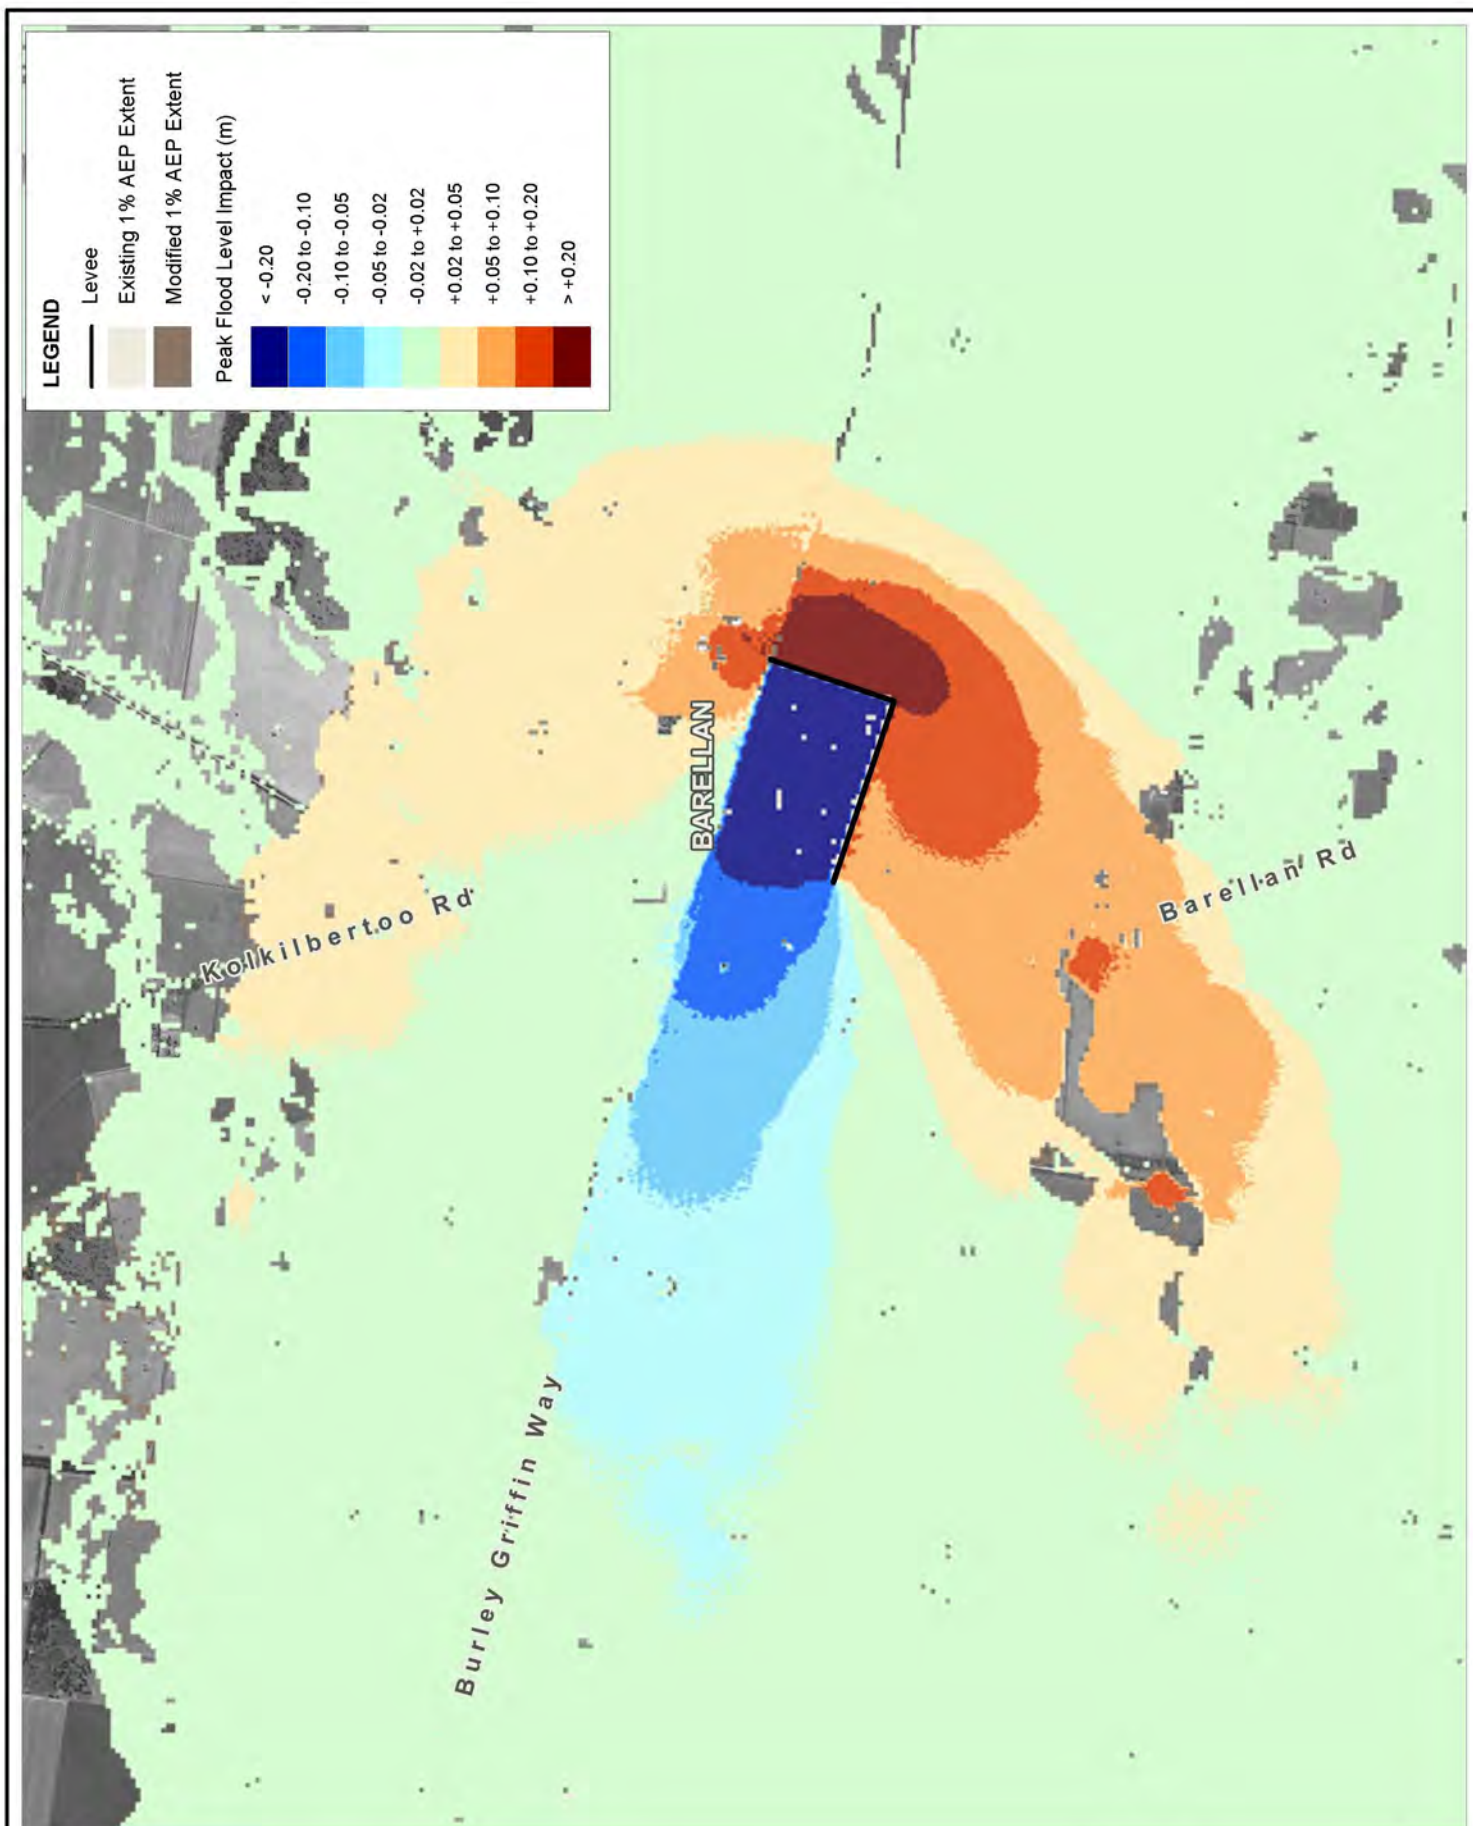 LEGEND
Levee
Existing 1% AEP Extent
Modified 1% AEP Extent
Peak Flood Level Impact (m)
< -0.20
-0.20 to -0.10
-0.10 to -0.05
-0.05 to -0.02
-0.02 to +0.02
+0.02 to +0.05
+0.05 to +0.10
+0.10 to +0.20
> +0.20
Kolkilbertoo Rd
BARELLAN
Burley Griffin Way
Barellan Rd